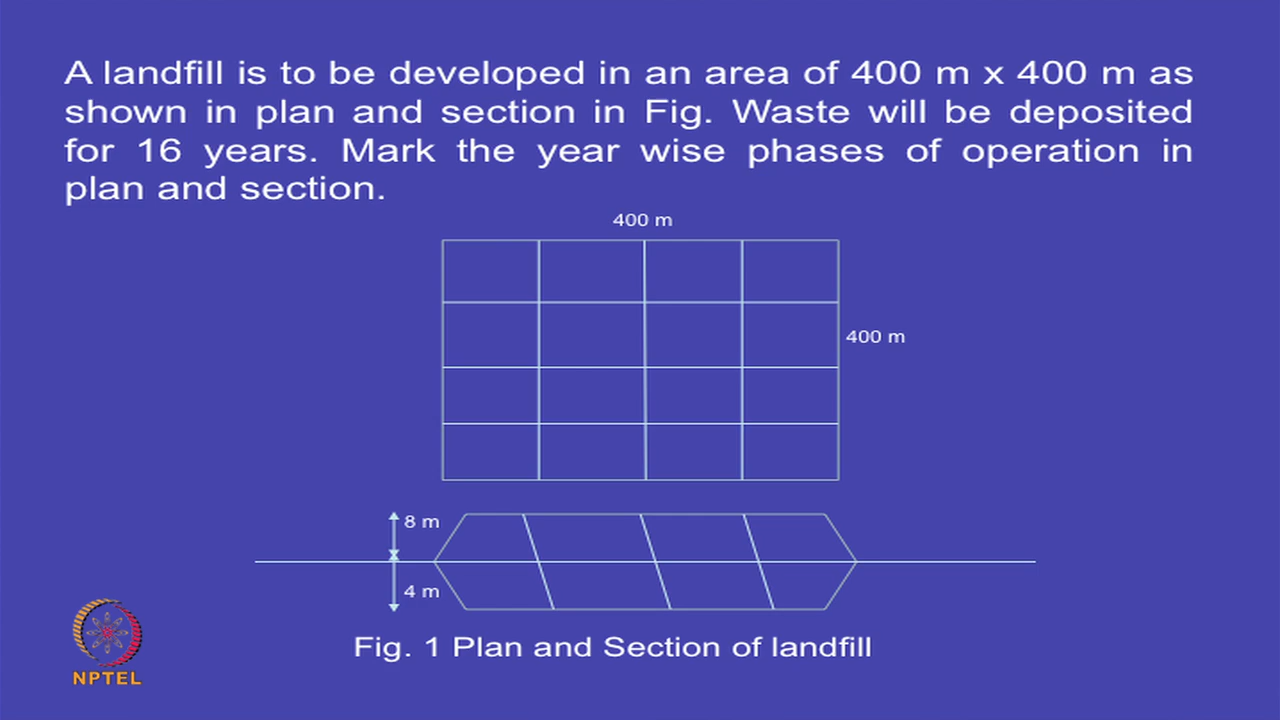 A landfill is to be developed in an area of 400 m x 400 m as
shown in plan and section in Fig. Waste will be deposited
for 16 years. Mark the year wise phases of operation in
plan and section.
400 m
400 m
8 m
4 m
Fig. 1 Plan and Section of landfill
NPTEL